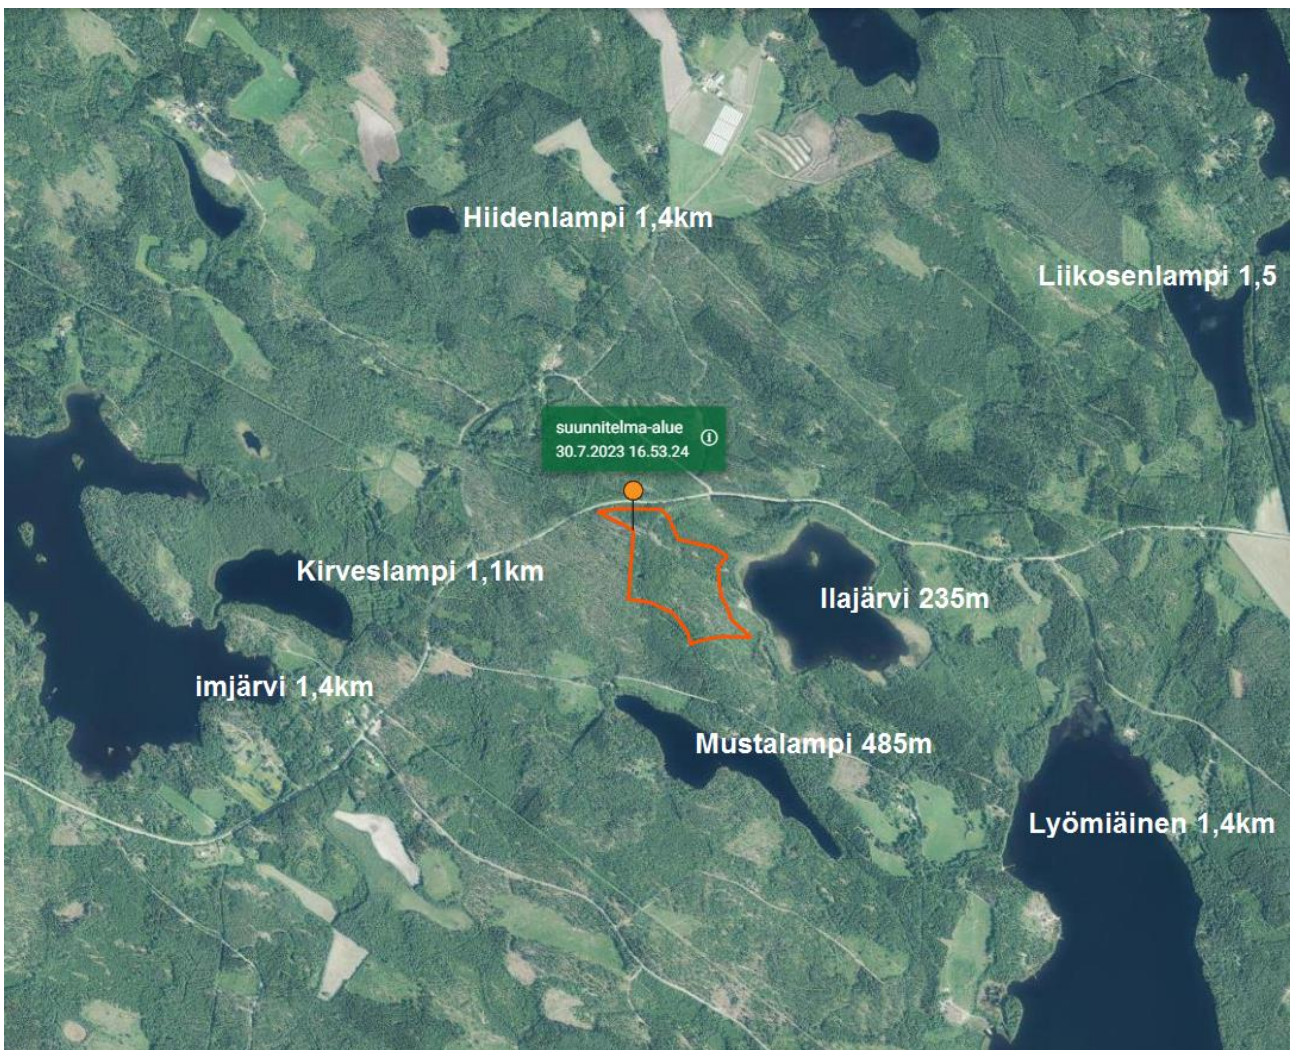 Hiidenlampi 1,4km
Liikosenlampi 1,5
suunnitelma-alue
30.7.2023 16.53.24
Kirveslampi 1,1km
Ilajärvi 235m
imjärvi 1,4km
Mustalampi 485m
Lyömiäinen 1,4km